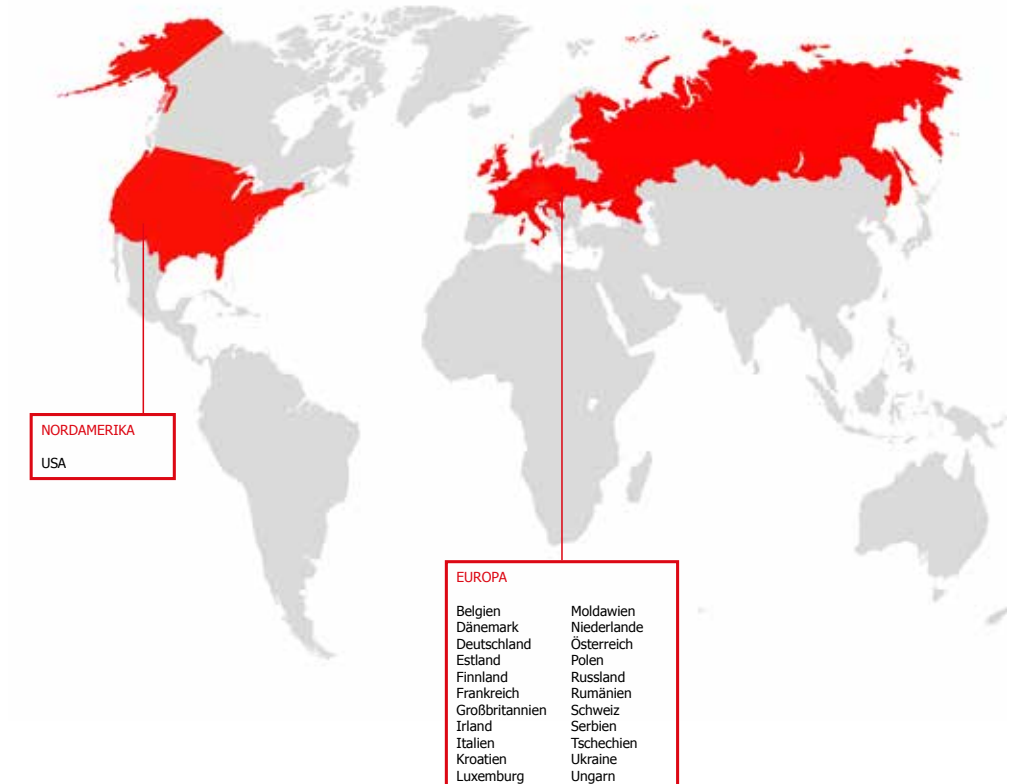 NORDAMERIKA
USA
EUROPA
Belgien
Dänemark
Deutschland
Estland
Finnland
Frankreich
Großbritannien
Irland
Italien
Kroatien
Luxemburg
Moldawien
Niederlande
Österreich
Polen
Russland
Rumänien
Schweiz
Serbien
Tschechien
Ukraine
Ungarn